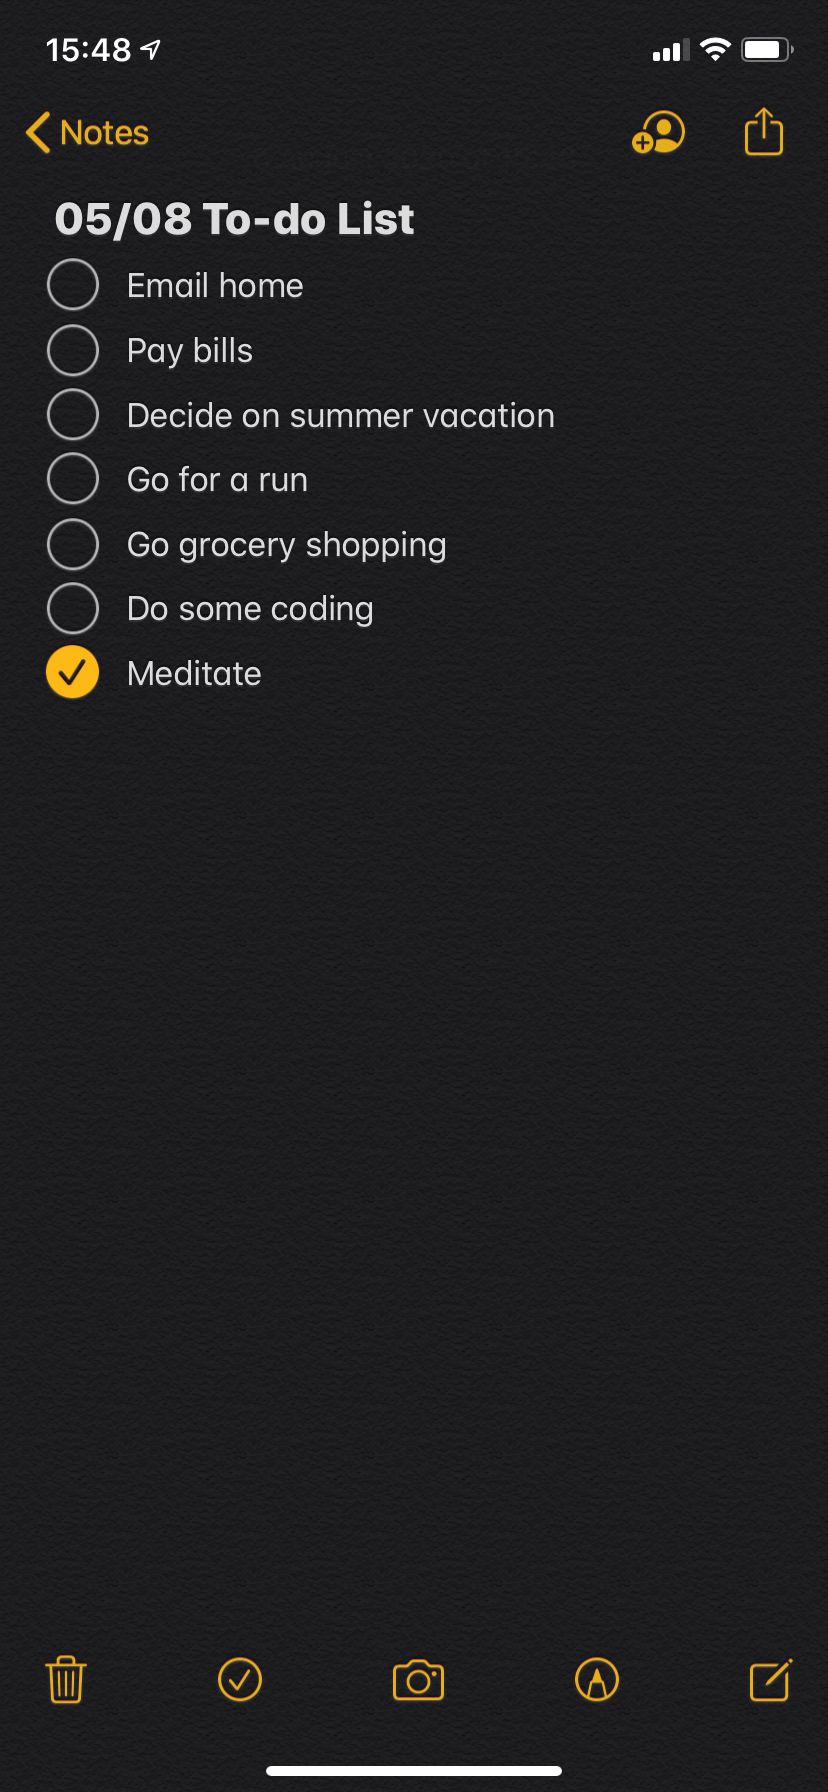 15:48
Notes
05/08 To-do List
Email home
Pay bills
Decide on summer vacation
Go for a run
Go grocery shopping
Do some coding
Meditate